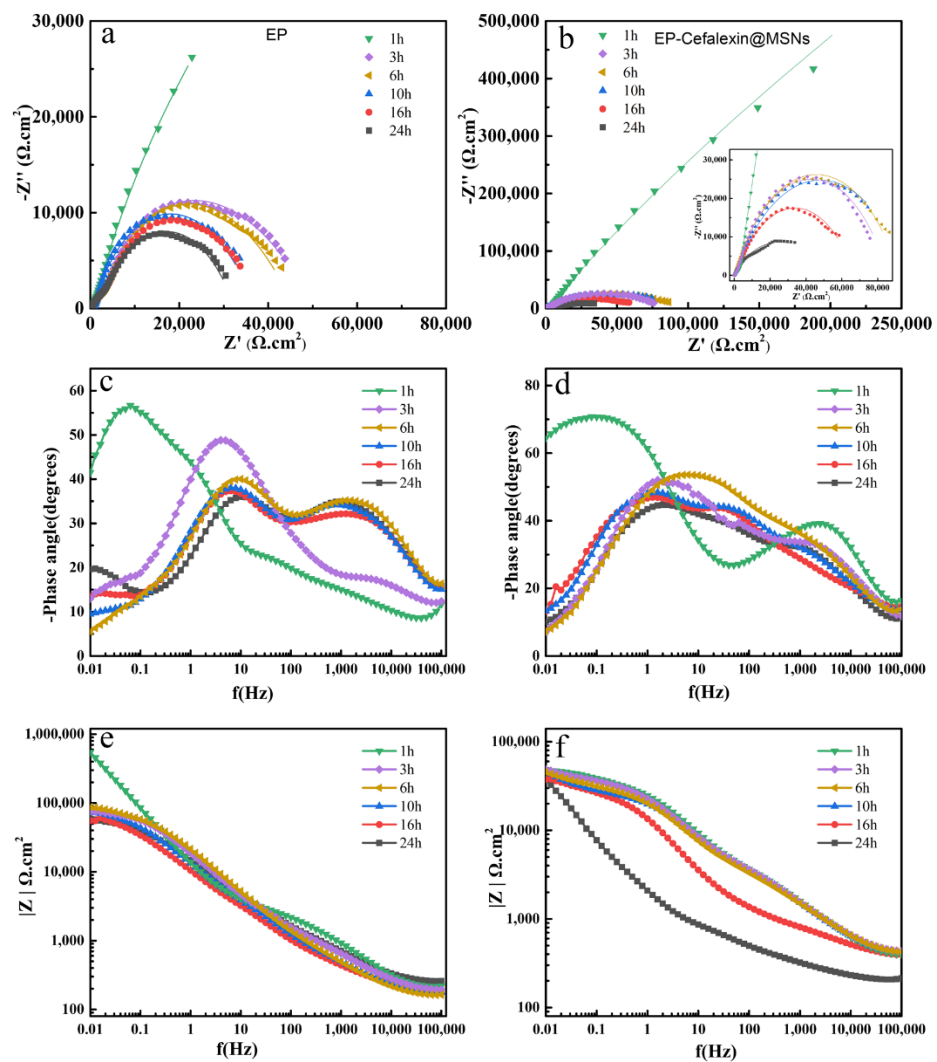 a
EP
1h
3h
6h
10h
16h
24h
30,000
20,000
10,000
0
-Z'' (Ω.cm²)
0
20,000
40,000
60,000
80,000
Z' (Ω.cm²)
b
EP-Cefalexin@MSNs
1h
3h
6h
10h
16h
24h
500,000
400,000
300,000
200,000
100,000
0
-Z'' (Ω.cm²)
0
50,000
100,000
150,000
200,000
250,000
Z' (Ω.cm²)
30,000
20,000
10,000
0
-Z'' (Ω.cm²)
0
20,000
40,000
60,000
80,000
Z' (Ω.cm²)
c
1h
3h
6h
10h
16h
24h
60
50
40
30
20
10
0
-Phase angle(degrees)
0.01
0.1
1
10
100
1,000
10,000
100,000
f(Hz)
d
1h
3h
6h
10h
16h
24h
80
60
40
20
0
-Phase angle(degrees)
0.01
0.1
1
10
100
1,000
10,000
100,000
f(Hz)
e
1h
3h
6h
10h
16h
24h
1,000,000
100,000
10,000
1,000
100
|Z | Ω.cm²
0.01
0.1
1
10
100
1,000
10,000
100,000
f(Hz)
f
1h
3h
6h
10h
16h
24h
100,000
10,000
1,000
100
|Z | Ω.cm²
0.01
0.1
1
10
100
1,000
10,000
100,000
f(Hz)